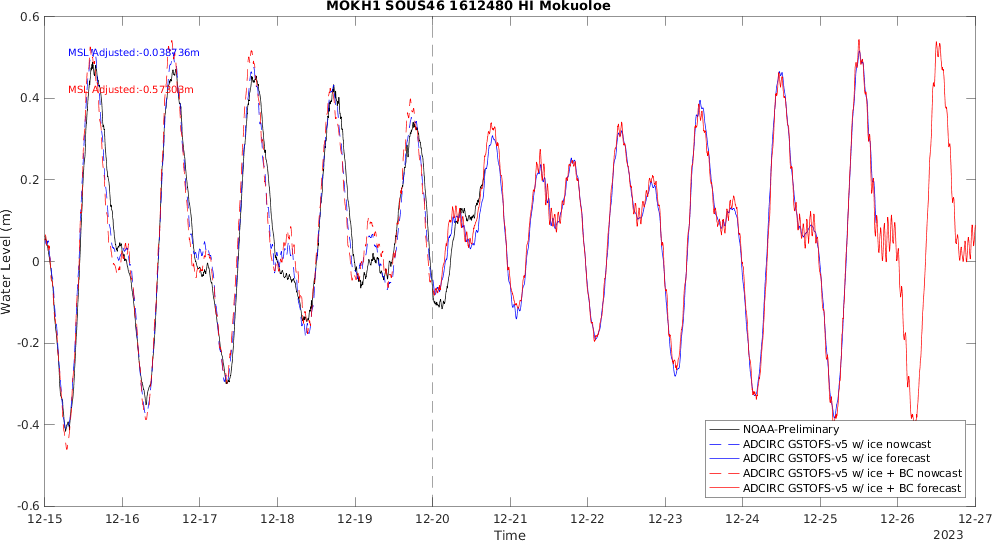 MOKH1 SOUS46 1612480 HI Mokuoloe
0.6
0.4
0.2
0
-0.2
-0.4
-0.6
Water Level (m)
MSL Adjusted:-0.038736m
MSL Adjusted:-0.57303m
NOAA-Preliminary
ADCIRC GSTOFS-v5 w/ ice nowcast
ADCIRC GSTOFS-v5 w/ ice forecast
ADCIRC GSTOFS-v5 w/ ice + BC nowcast
ADCIRC GSTOFS-v5 w/ ice + BC forecast
12-15 12-16 12-17 12-18 12-19 12-20 12-21 12-22 12-23 12-24 12-25 12-26 12-27
Time
2023